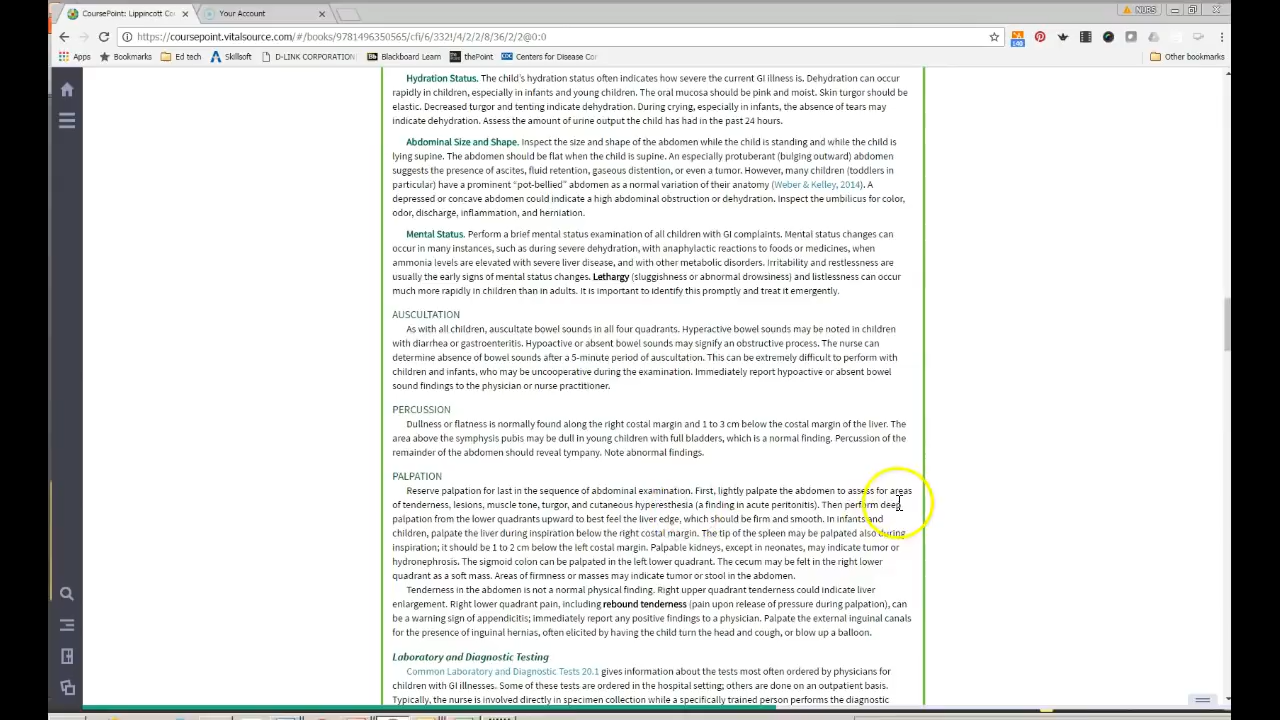 CoursePoint: Lippincott Co
Your Account
NURS
https://coursepoint.vitalsource.com/#/books/9781496350565/cfi/6/332!/4/2/2/8/36/2/2@0:0
Apps
Bookmarks
Ed tech
Skillsoft
D-LINK CORPORATION
Blackboard Learn
thePoint
Centers for Disease Cor
Other bookmarks
Hydration Status. The child's hydration status often indicates how severe the current GI illness is. Dehydration can occur
rapidly in children, especially in infants and young children. The oral mucosa should be pink and moist. Skin turgor should be
elastic. Decreased turgor and tenting indicate dehydration. During crying, especially in infants, the absence of tears may
indicate dehydration. Assess the amount of urine output the child has had in the past 24 hours.
Abdominal Size and Shape. Inspect the size and shape of the abdomen while the child is standing and while the child is
lying supine. The abdomen should be flat when the child is supine. An especially protuberant (bulging outward) abdomen
suggests the presence of ascites, fluid retention, gaseous distention, or even a tumor. However, many children (toddlers in
particular) have a prominent “pot-bellied” abdomen as a normal variation of their anatomy (Weber & Kelley, 2014). A
depressed or concave abdomen could indicate a high abdominal obstruction or dehydration. Inspect the umbilicus for color,
odor, discharge, inflammation, and herniation.
Mental Status. Perform a brief mental status examination of all children with GI complaints. Mental status changes can
occur in many instances, such as during severe dehydration, with anaphylactic reactions to foods or medicines, when
ammonia levels are elevated with severe liver disease, and with other metabolic disorders. Irritability and restlessness are
usually the early signs of mental status changes. Lethargy (sluggishness or abnormal drowsiness) and listlessness can occur
much more rapidly in children than in adults. It is important to identify this promptly and treat it emergently.
AUSCULTATION
As with all children, auscultate bowel sounds in all four quadrants. Hyperactive bowel sounds may be noted in children
with diarrhea or gastroenteritis. Hypoactive or absent bowel sounds may signify an obstructive process. The nurse can
determine absence of bowel sounds after a 5-minute period of auscultation. This can be extremely difficult to perform with
children and infants, who may be uncooperative during the examination. Immediately report hypoactive or absent bowel
sound findings to the physician or nurse practitioner.
PERCUSSION
Dullness or flatness is normally found along the right costal margin and 1 to 3 cm below the costal margin of the liver. The
area above the symphysis pubis may be dull in young children with full bladders, which is a normal finding. Percussion of the
remainder of the abdomen should reveal tympany. Note abnormal findings.
PALPATION
Reserve palpation for last in the sequence of abdominal examination. First, lightly palpate the abdomen to assess for areas
of tenderness, lesions, muscle tone, turgor, and cutaneous hyperesthesia (a finding in acute peritonitis). Then perform deep
palpation from the lower quadrants upward to best feel the liver edge, which should be firm and smooth. In infants and
children, palpate the liver during inspiration below the right costal margin. The tip of the spleen may be palpated also during
inspiration; it should be 1 to 2 cm below the left costal margin. Palpable kidneys, except in neonates, may indicate tumor or
hydronephrosis. The sigmoid colon can be palpated in the left lower quadrant. The cecum may be felt in the right lower
quadrant as a soft mass. Areas of firmness or masses may indicate tumor or stool in the abdomen.
Tenderness in the abdomen is not a normal physical finding. Right upper quadrant tenderness could indicate liver
enlargement. Right lower quadrant pain, including rebound tenderness (pain upon release of pressure during palpation), can
be a warning sign of appendicitis; immediately report any positive findings to a physician. Palpate the external inguinal canals
for the presence of inguinal hernias, often elicited by having the child turn the head and cough, or blow up a balloon.
Laboratory and Diagnostic Testing
Common Laboratory and Diagnostic Tests 20.1 gives information about the tests most often ordered by physicians for
children with GI illnesses. Some of these tests are ordered in the hospital setting; others are done on an outpatient basis.
Typically, the nurse is involved directly in specimen collection while a specifically trained person performs the diagnostic